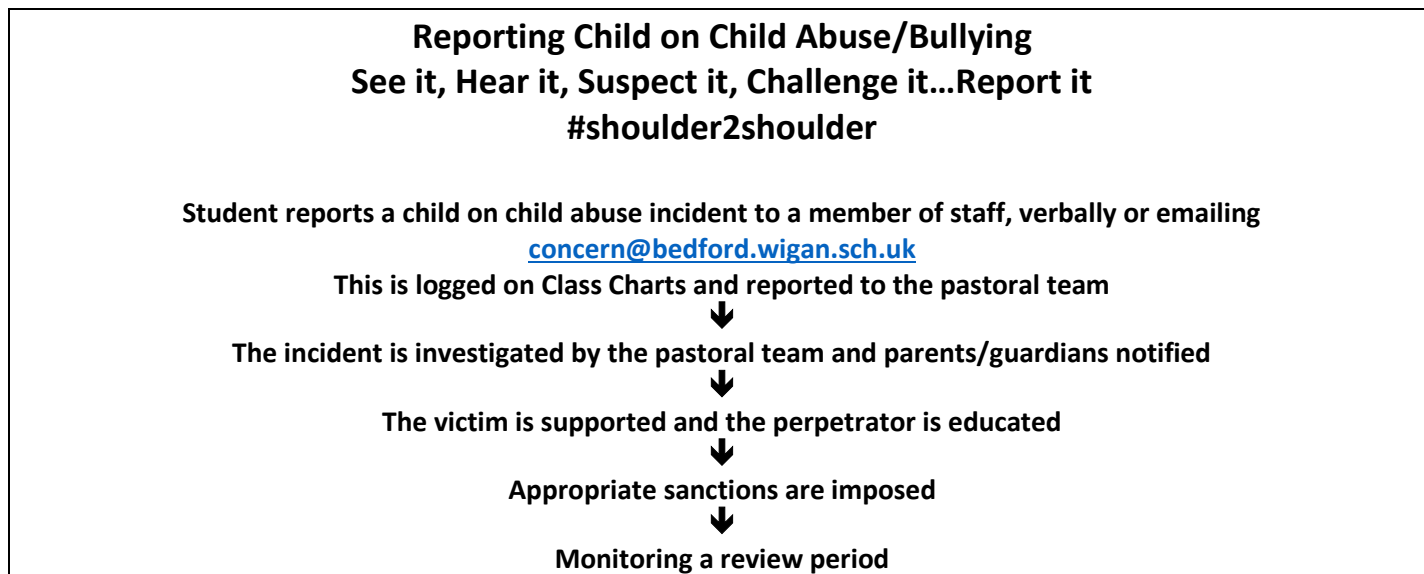 Reporting Child on Child Abuse/Bullying
See it, Hear it, Suspect it, Challenge it...Report it
#shoulder2shoulder
Student reports a child on child abuse incident to a member of staff, verbally or emailing
concern@bedford.wigan.sch.uk
This is logged on Class Charts and reported to the pastoral team
The incident is investigated by the pastoral team and parents/guardians notified
The victim is supported and the perpetrator is educated
Appropriate sanctions are imposed
Monitoring a review period